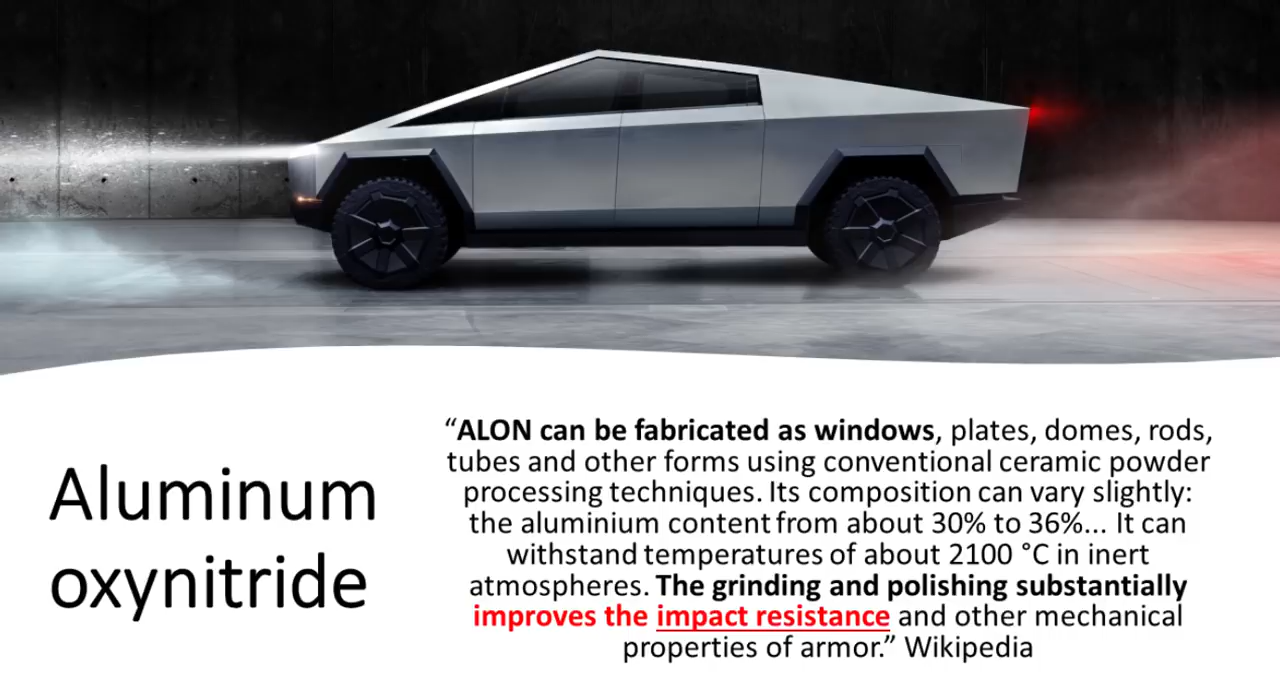 Aluminum
oxynitride
“ALON can be fabricated as windows, plates, domes, rods,
tubes and other forms using conventional ceramic powder
processing techniques. Its composition can vary slightly:
the aluminium content from about 30% to 36%... It can
withstand temperatures of about 2100 °C in inert
atmospheres. The grinding and polishing substantially
improves the impact resistance and other mechanical
properties of armor.” Wikipedia